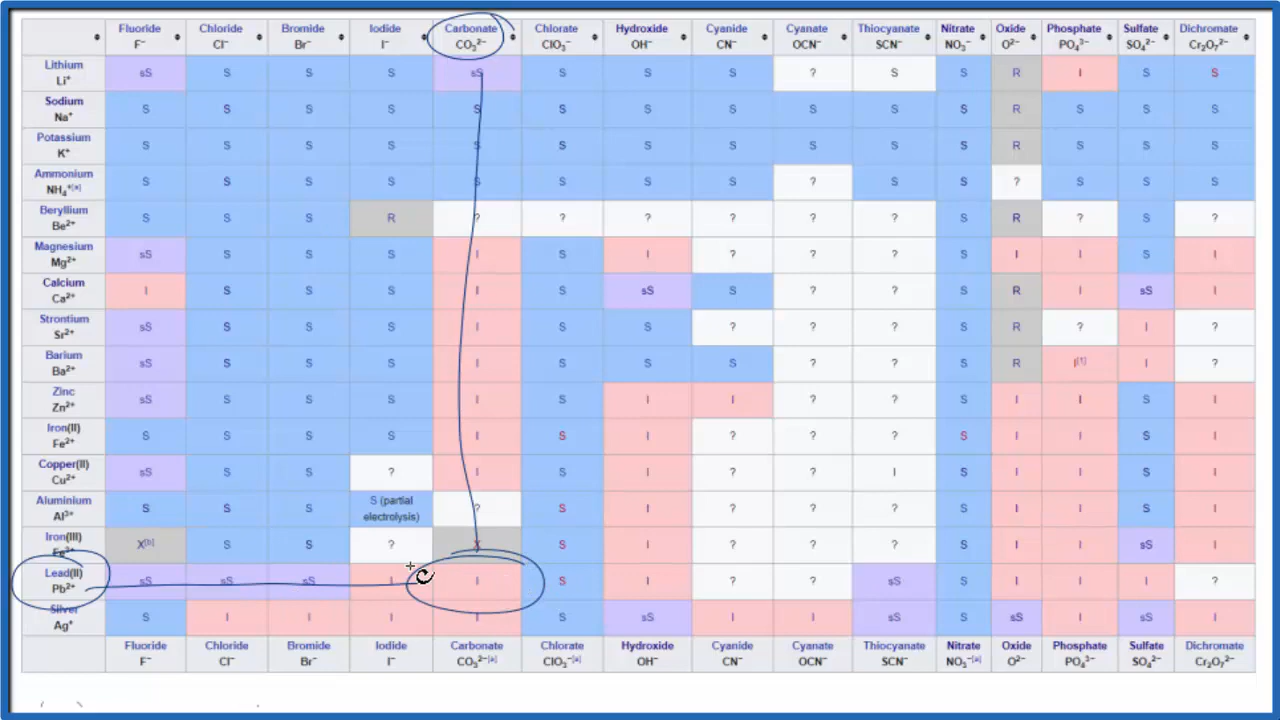 Fluoride Chloride Bromide Iodide Carbonate Chlorate Hydroxide Cyanide Cyanate Thiocyanate Nitrate Oxide Phosphate Sulfate Dichromate
F⁻ Cl⁻ Br⁻ I⁻ CO₃²⁻ ClO₃⁻ OH⁻ CN⁻ OCN⁻ SCN⁻ NO₃⁻ O²⁻ PO₄³⁻ SO₄²⁻ Cr₂O₇²⁻
Lithium
Li⁺ sS S S S sS S S S ? S S R I S S
Sodium
Na⁺ S S S S S S S S S S S R S S S
Potassium
K⁺ S S S S S S S S S S S R S S S
Ammonium
NH₄⁺[a] S S S S S S S S ? S S ? S S S
Beryllium
Be²⁺ S S S R ? ? ? ? ? ? S R ? S ?
Magnesium
Mg²⁺ sS S S S I S I ? ? ? S I I S I
Calcium
Ca²⁺ I S S S I S sS S ? ? S R I sS I
Strontium
Sr²⁺ sS S S S I S S ? ? ? S R ? I ?
Barium
Ba²⁺ sS S S S I S S S ? ? S R I[1] I ?
Zinc
Zn²⁺ sS S S S I S I I ? ? S I I S I
Iron(II)
Fe²⁺ S S S S I S I ? ? ? S I I S I
Copper(II)
Cu²⁺ sS S S ? I S I ? ? I S I I S I
Aluminium
Al³⁺ S S S S (partial electrolysis) ? S I ? ? ? S I I S I
Iron(III)
Fe³⁺ X[b] S S ? X S I ? ? ? S I I sS I
Lead(II)
Pb²⁺ sS sS sS I I S I ? ? sS S I I I ?
Silver
Ag⁺ S I I I I S sS I I sS S sS I sS I
Fluoride Chloride Bromide Iodide Carbonate Chlorate Hydroxide Cyanide Cyanate Thiocyanate Nitrate Oxide Phosphate Sulfate Dichromate
F⁻ Cl⁻ Br⁻ I⁻ CO₃²⁻[a] ClO₃⁻[a] OH⁻ CN⁻ OCN⁻ SCN⁻ NO₃⁻[a] O²⁻ PO₄³⁻ SO₄²⁻ Cr₂O₇²⁻